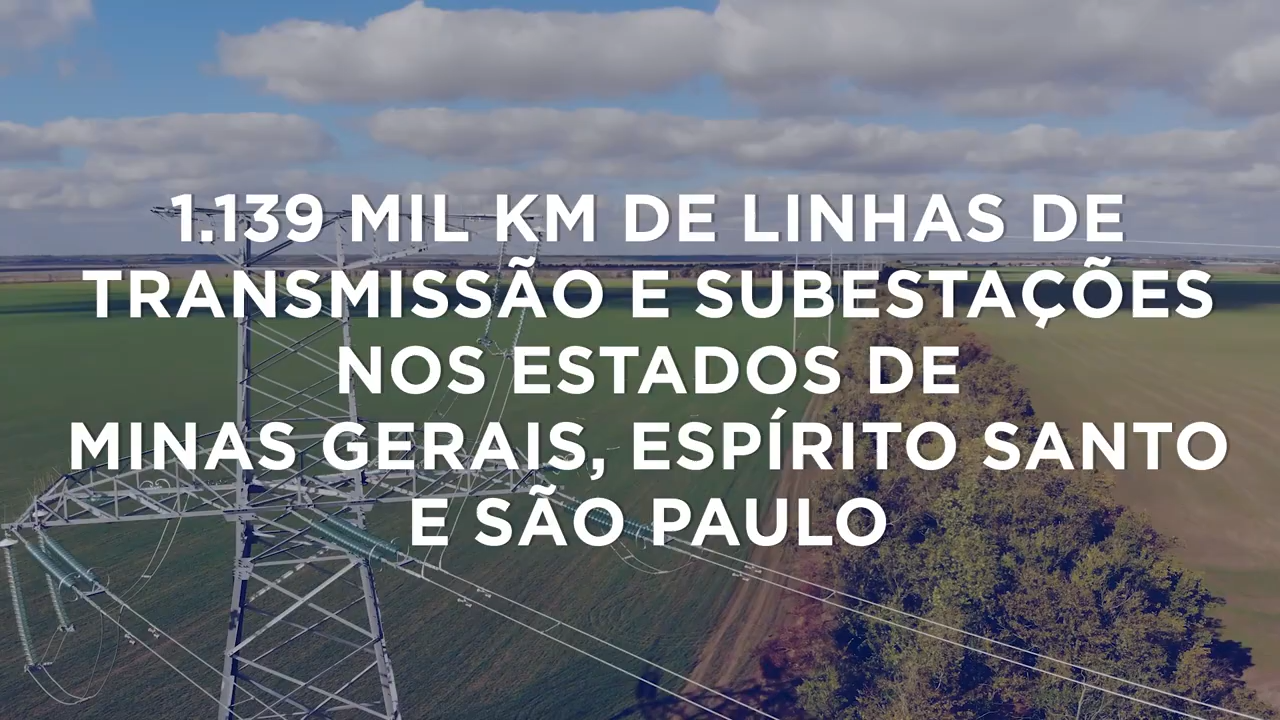 1.139 MIL KM DE LINHAS DE
TRANSMISSÃO E SUBESTAÇÕES
NOS ESTADOS DE
MINAS GERAIS, ESPÍRITO SANTO
E SÃO PAULO